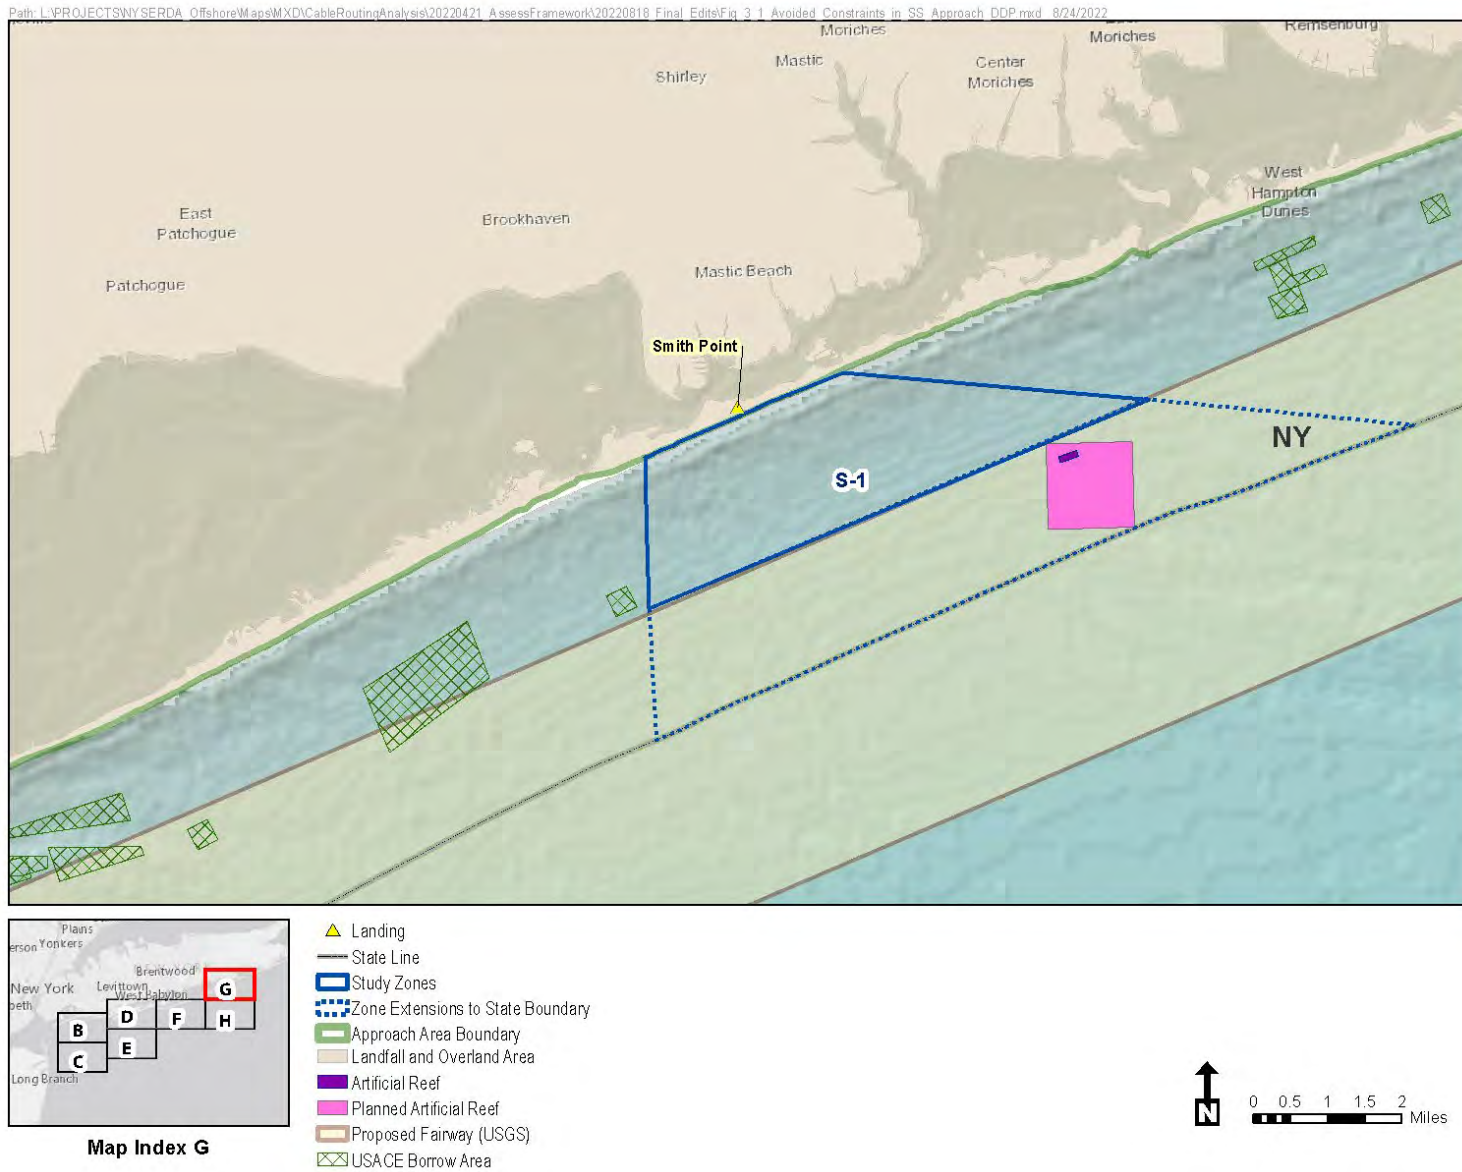 Path: L:\PROJECTS\NYSERDA_Offshore\Maps\MXD\CableRoutingAnalysis\20220421_AssessFramework\20220818_Final_Edits\Fig_3_1_Avoided_Constraints_in_SS_Approach_DDP.mxd 8/24/2022
Moriches
East
Moriches
Remsenburg
Shirley
Mastic
Center
Moriches
West
Hampton
Dunes
East
Patchogue
Brookhaven
Patchogue
Mastic Beach
Smith Point
NY
S-1
Plains
erson Yonkers
Brentwood
New York
Levittown
West Babylon
beth
G
D
F
H
B
E
C
Long Branch
Map Index G
Landing
State Line
Study Zones
Zone Extensions to State Boundary
Approach Area Boundary
Landfall and Overland Area
Artificial Reef
Planned Artificial Reef
Proposed Fairway (USGS)
USACE Borrow Area
N
0 0.5 1 1.5 2
Miles